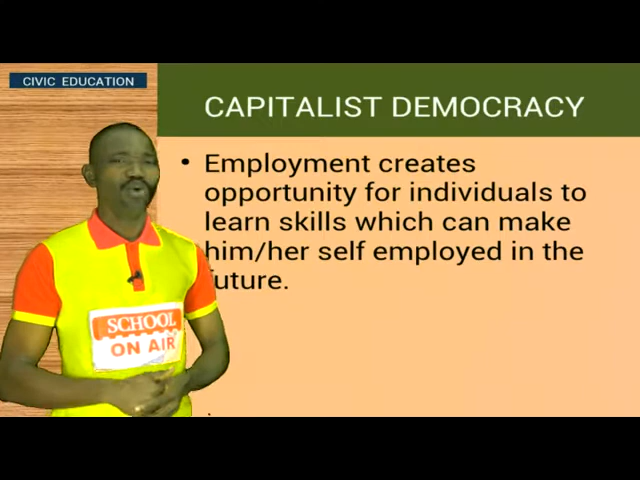 CIVIC EDUCATION
CAPITALIST DEMOCRACY
• Employment creates
opportunity for individuals to
learn skills which can make
him/her self employed in the
future.
SCHOOL
ON AIR